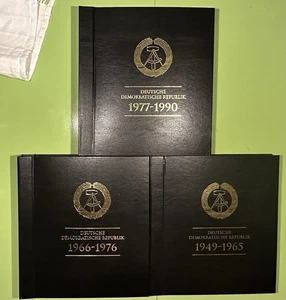 DEUTSCHE
DEMOKRATISCHE REPUBLIK
1977-1990
DEUTSCHE
DEMOKRATISCHE REPUBLIK
1966-1976
DEUTSCHE
DEMOKRATISCHE REPUBLIK
1949-1965